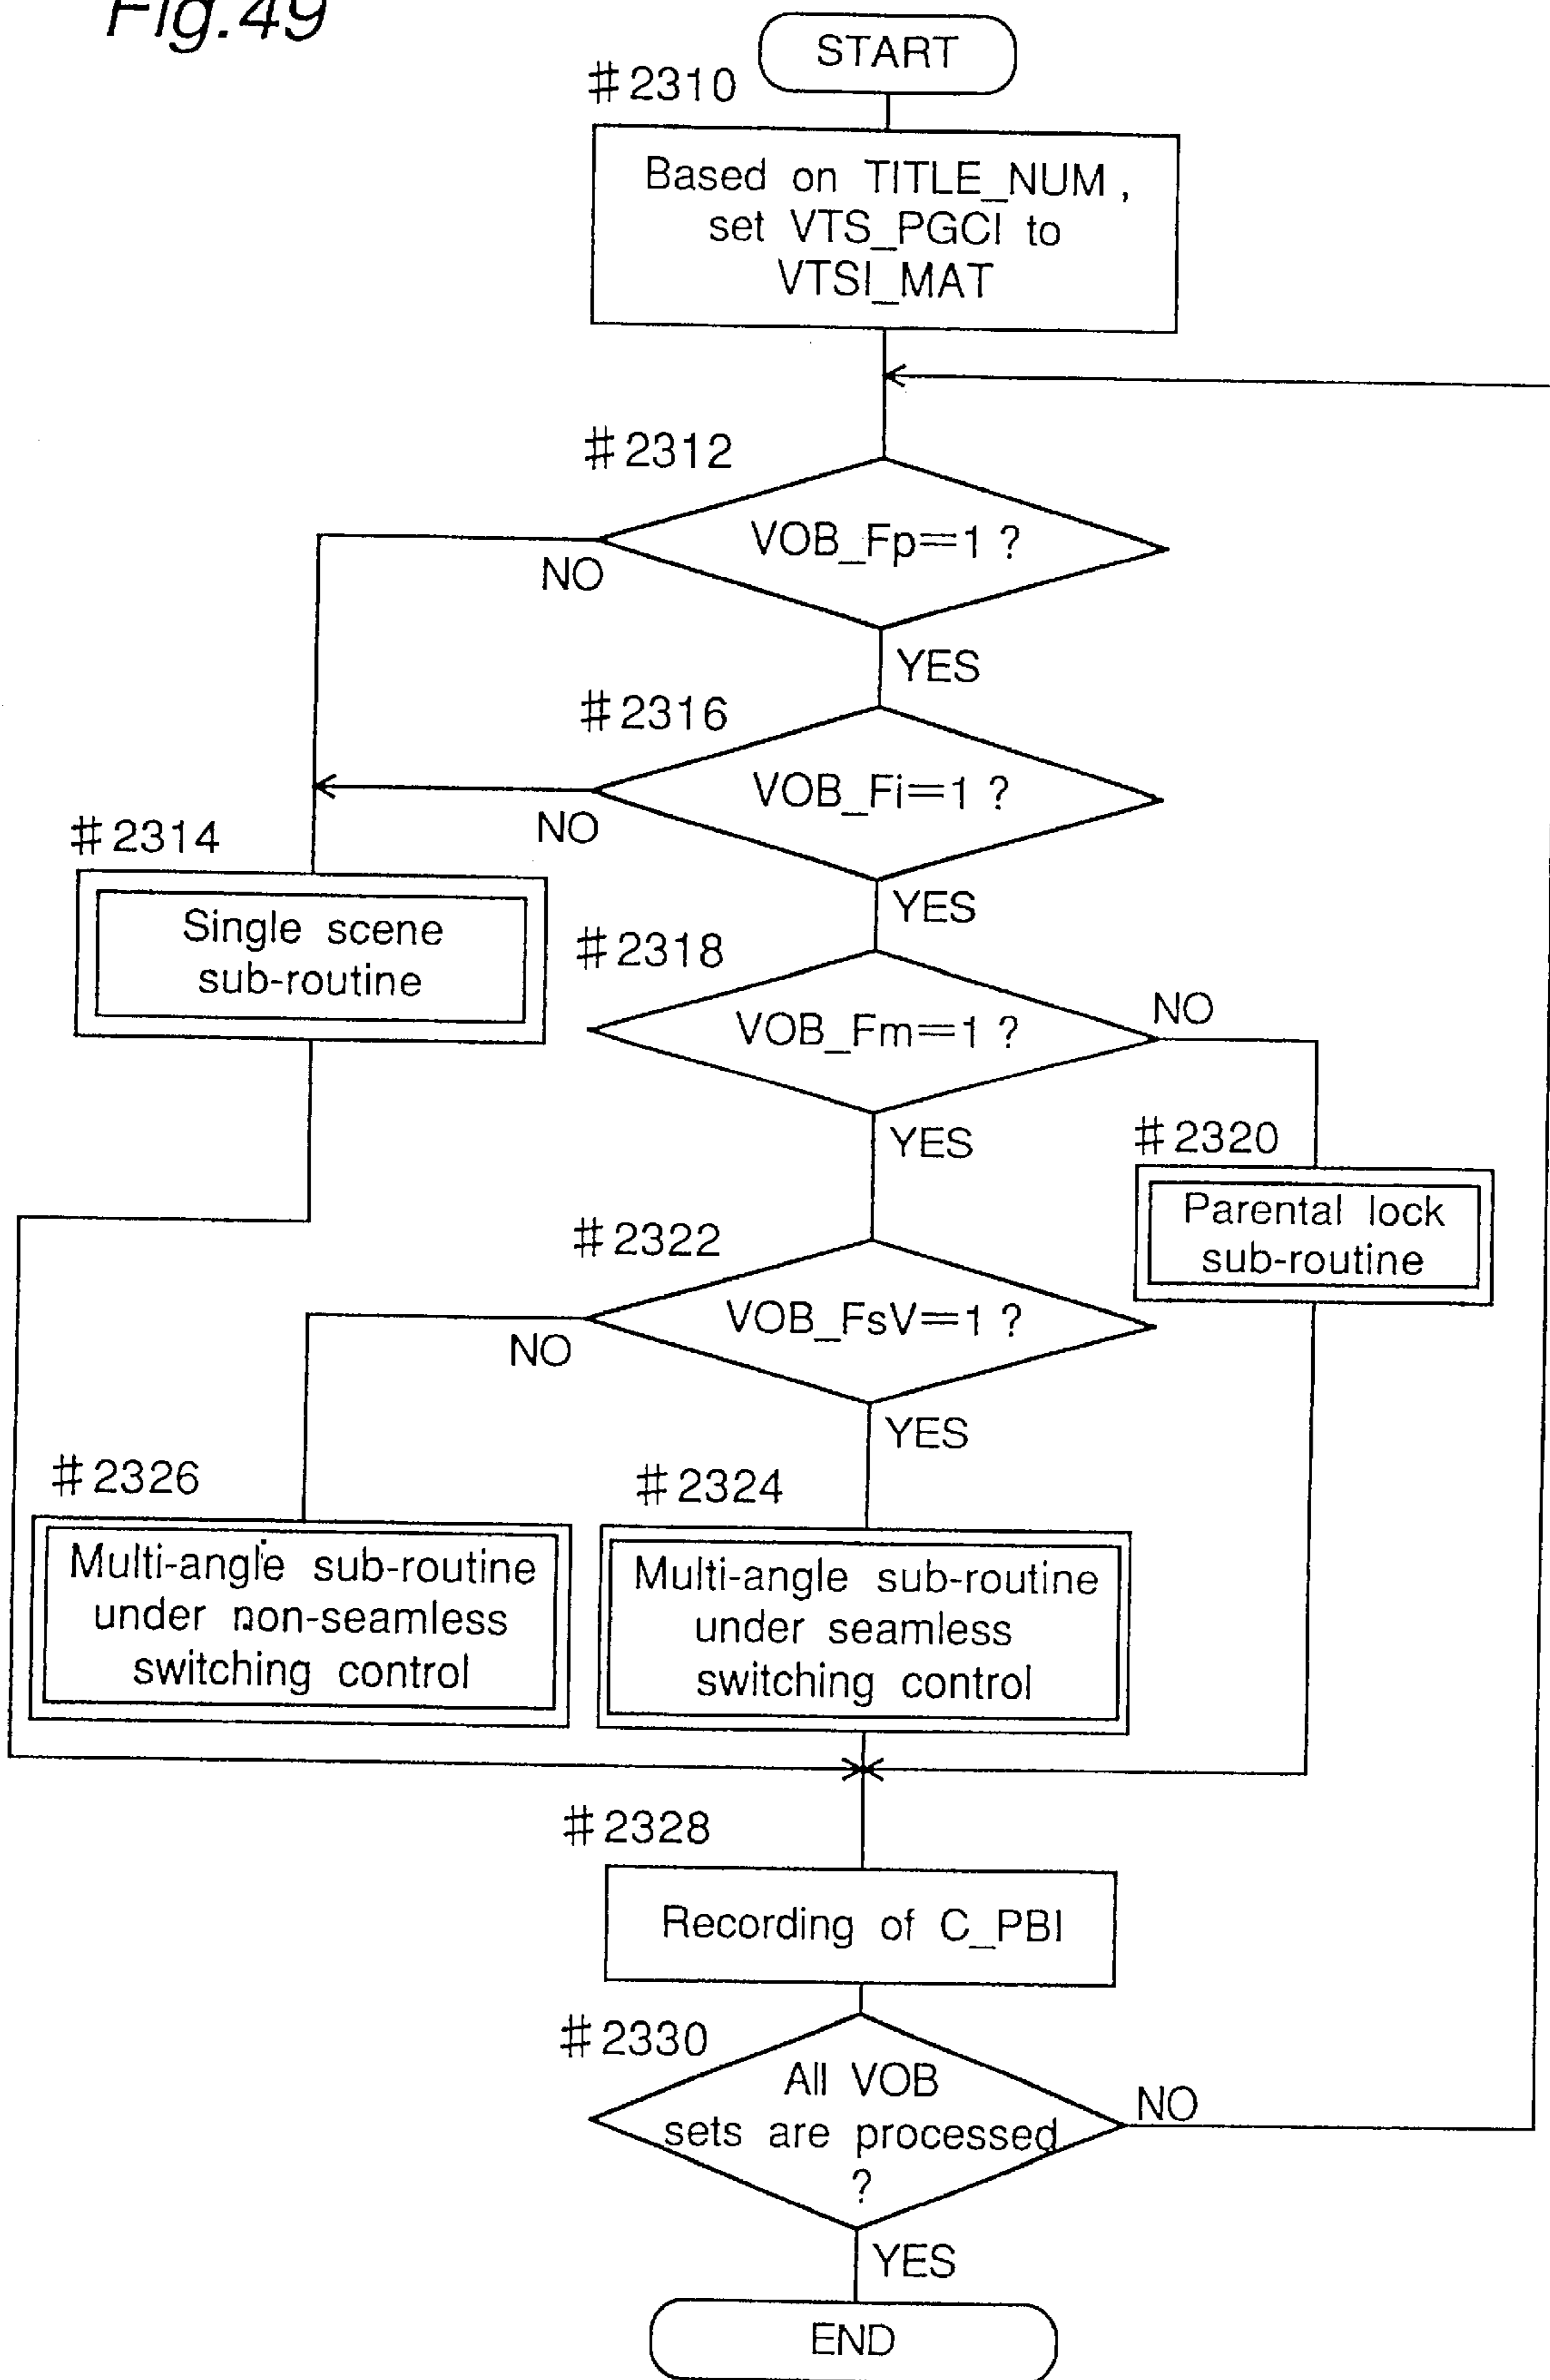 Fig.49
START
#2310
Based on TITLE_NUM,
set VTS_PGCI to
VTSI_MAT
#2312
VOB_Fp=1 ?
NO
YES
#2316
VOB_Fi=1 ?
NO
YES
#2314
Single scene
sub-routine
#2318
VOB_Fm=1 ?
NO
YES
#2320
Parental lock
sub-routine
#2322
VOB_FsV=1 ?
NO
YES
#2326
Multi-angle sub-routine
under non-seamless
switching control
#2324
Multi-angle sub-routine
under seamless
switching control
#2328
Recording of C_PBI
#2330
All VOB
sets are processed
?
NO
YES
END